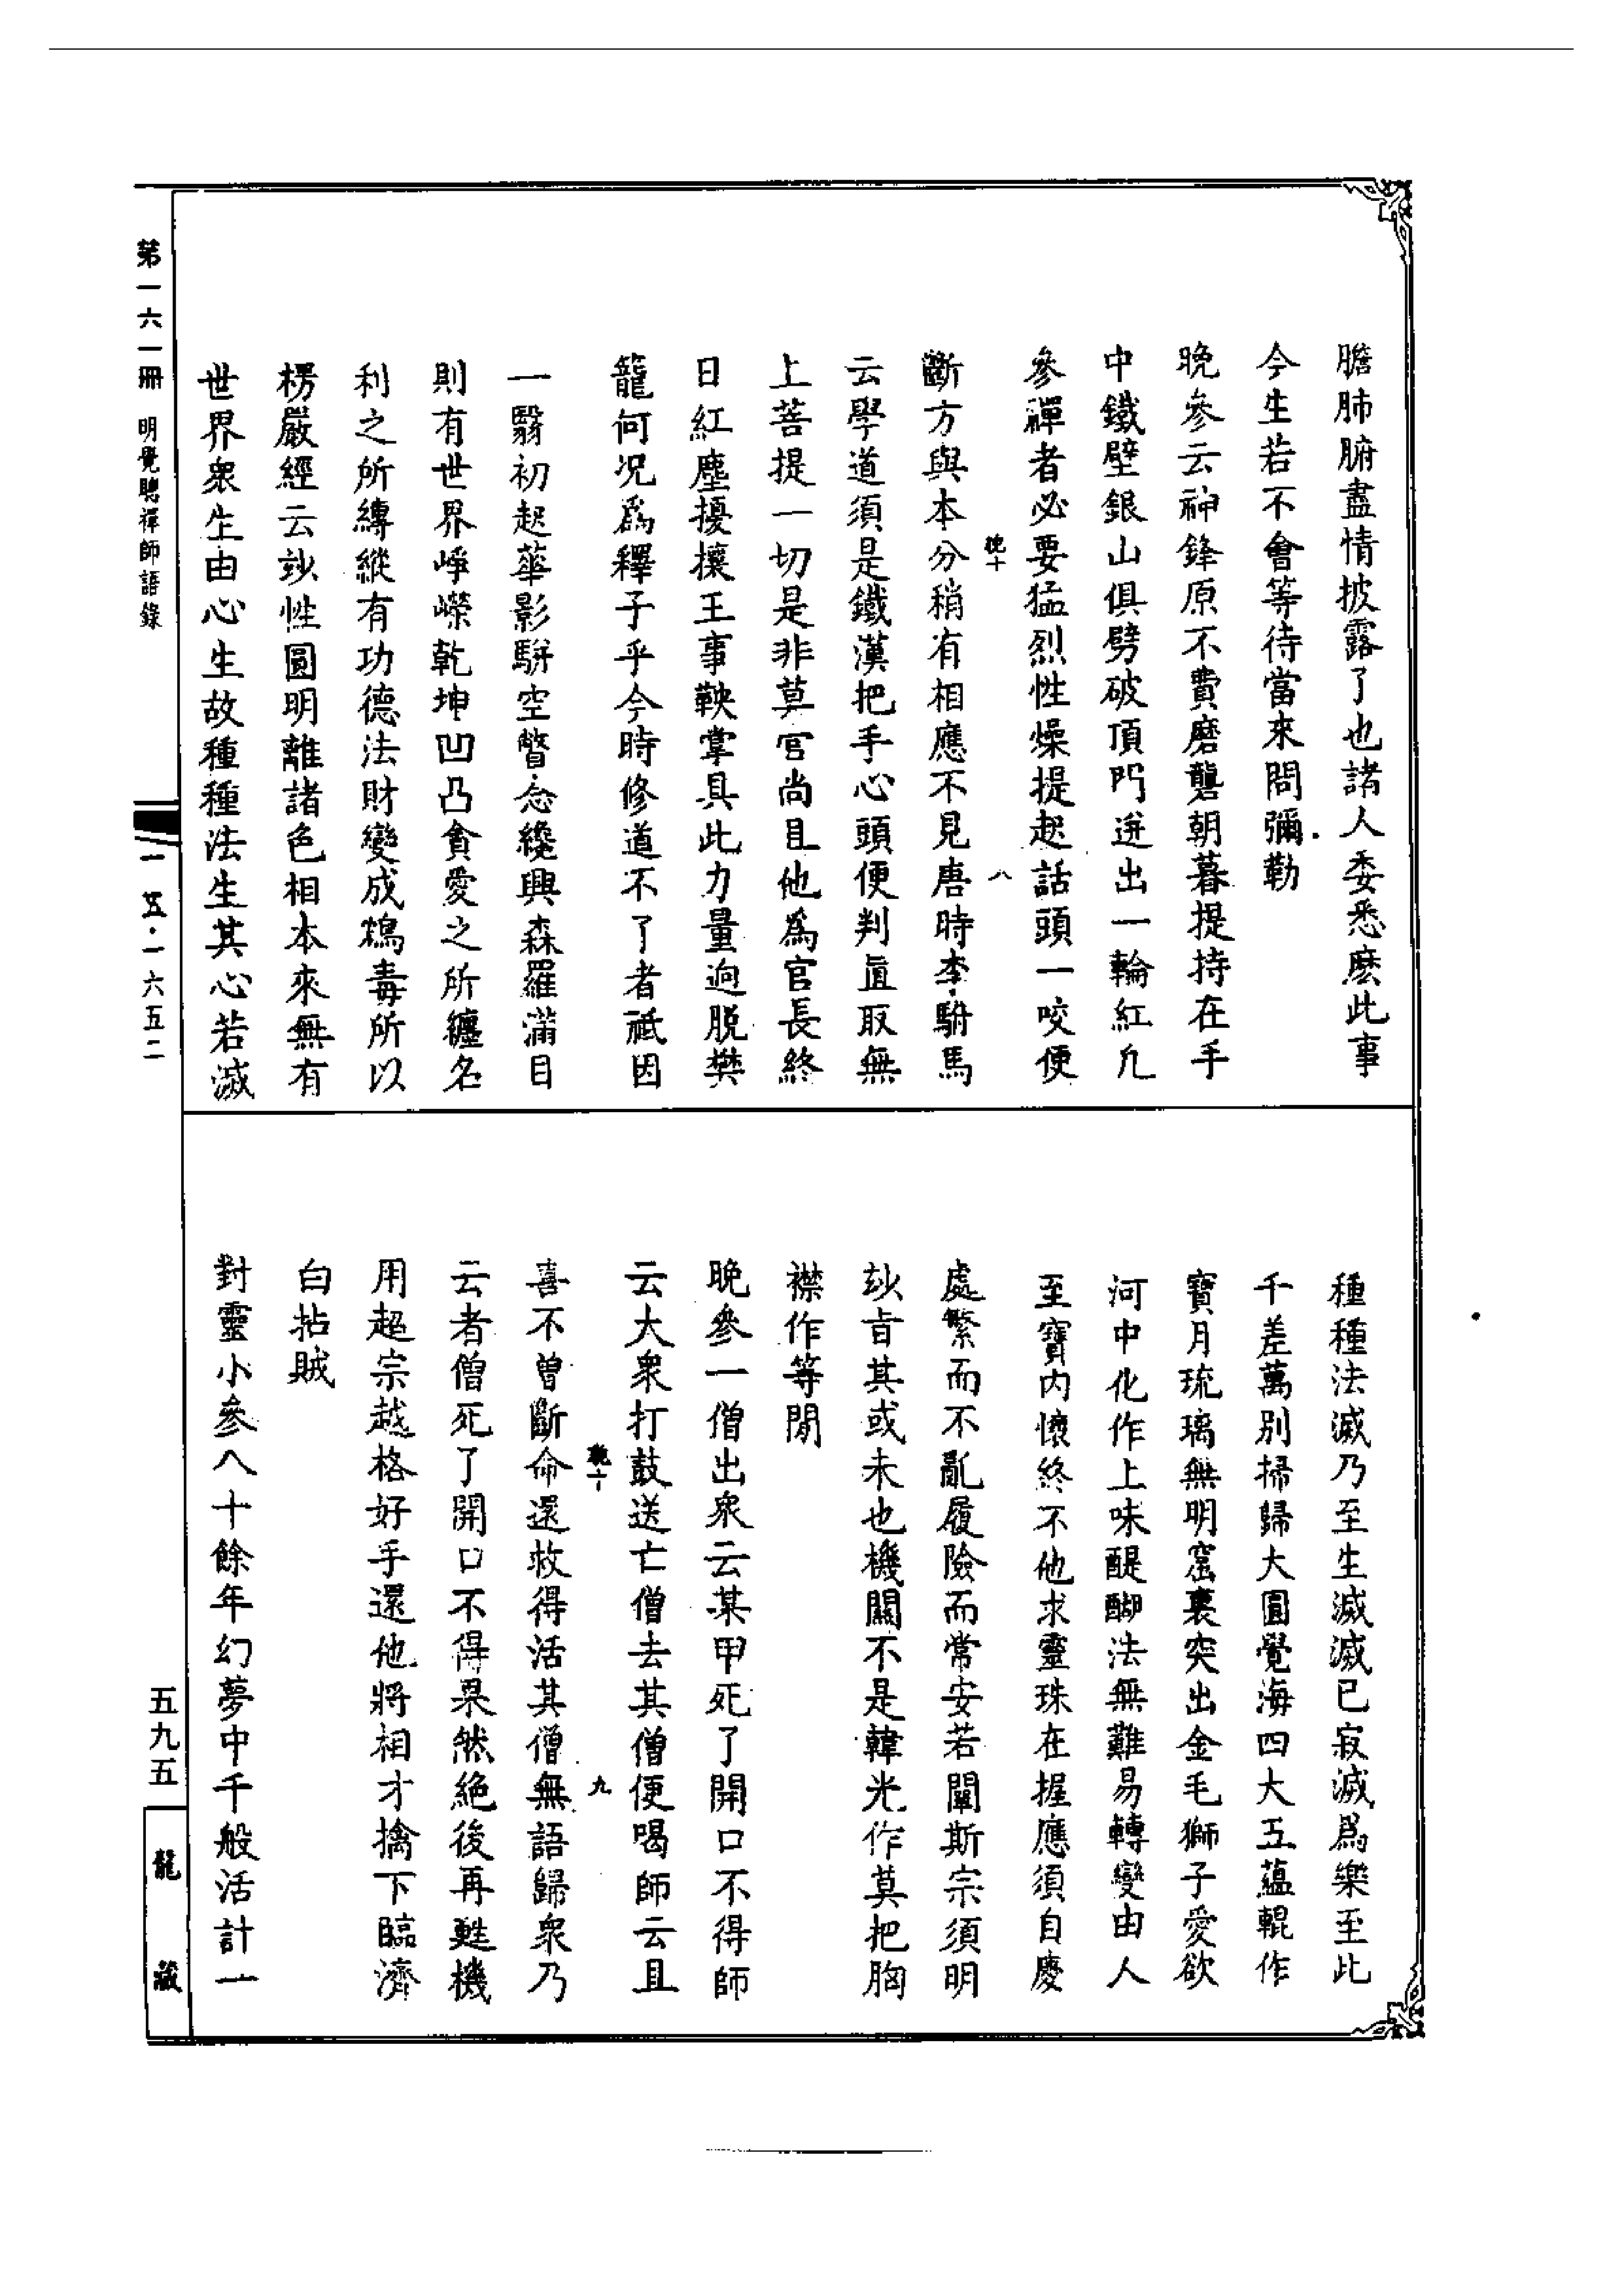 膽肺腑盡情披露了也諸人委悉麽此事
今生若不會等待當來問彌勒
晚參云神鋒原不費磨礱朝暮提持在手
中鐵壁銀山俱劈破頂門迸出一輪紅凡
參禪者必要猛烈性燥提起話頭一咬便
八
斷方與本分稍有相應不見唐時李駙馬
云學道須是鐵漢把手心頭便判直取無
上菩提一切是非莫管尚且他爲官長終
日紅塵擾攘王事鞅掌具此力量逈脫樊
籠何況爲釋子乎今時修道不了者祗因
一翳初起華影駢空瞥念纔興森羅滿目
則有世界崢嶸乾坤凹凸貪愛之所纏名
利之所縛縱有功德法財變成鴆毒所以
楞嚴經云玅性圓明離諸色相本來無有
世界衆生由心生故種種法生其心若滅
種種法滅乃至生滅滅已寂滅爲樂至此
千差萬別掃歸大圓覺海四大五蘊輥作
寶月琉璃無明窟裏突出金毛獅子愛欲
河中化作上味醍醐法無難易轉變由人
至寶內懷終不他求靈珠在握應須自慶
處繁而不亂履險而常安若闡斯宗須明
玅旨其或未也機關不是韓光作莫把胸
襟作等閒
晚參一僧出衆云某甲死了開口不得師
云大衆打鼓送亡僧去其僧便喝師云且
九
喜不曾斷命還救得活其僧無語歸衆乃
云者僧死了開口不得果然絕後再甦機
用超宗越格好手還他將相才擒下臨濟
白拈賊
對靈小參八十餘年幻夢中千般活計一
第一六一冊 明覺聰禪師語錄
一五·一六五二
五九五
龍藏